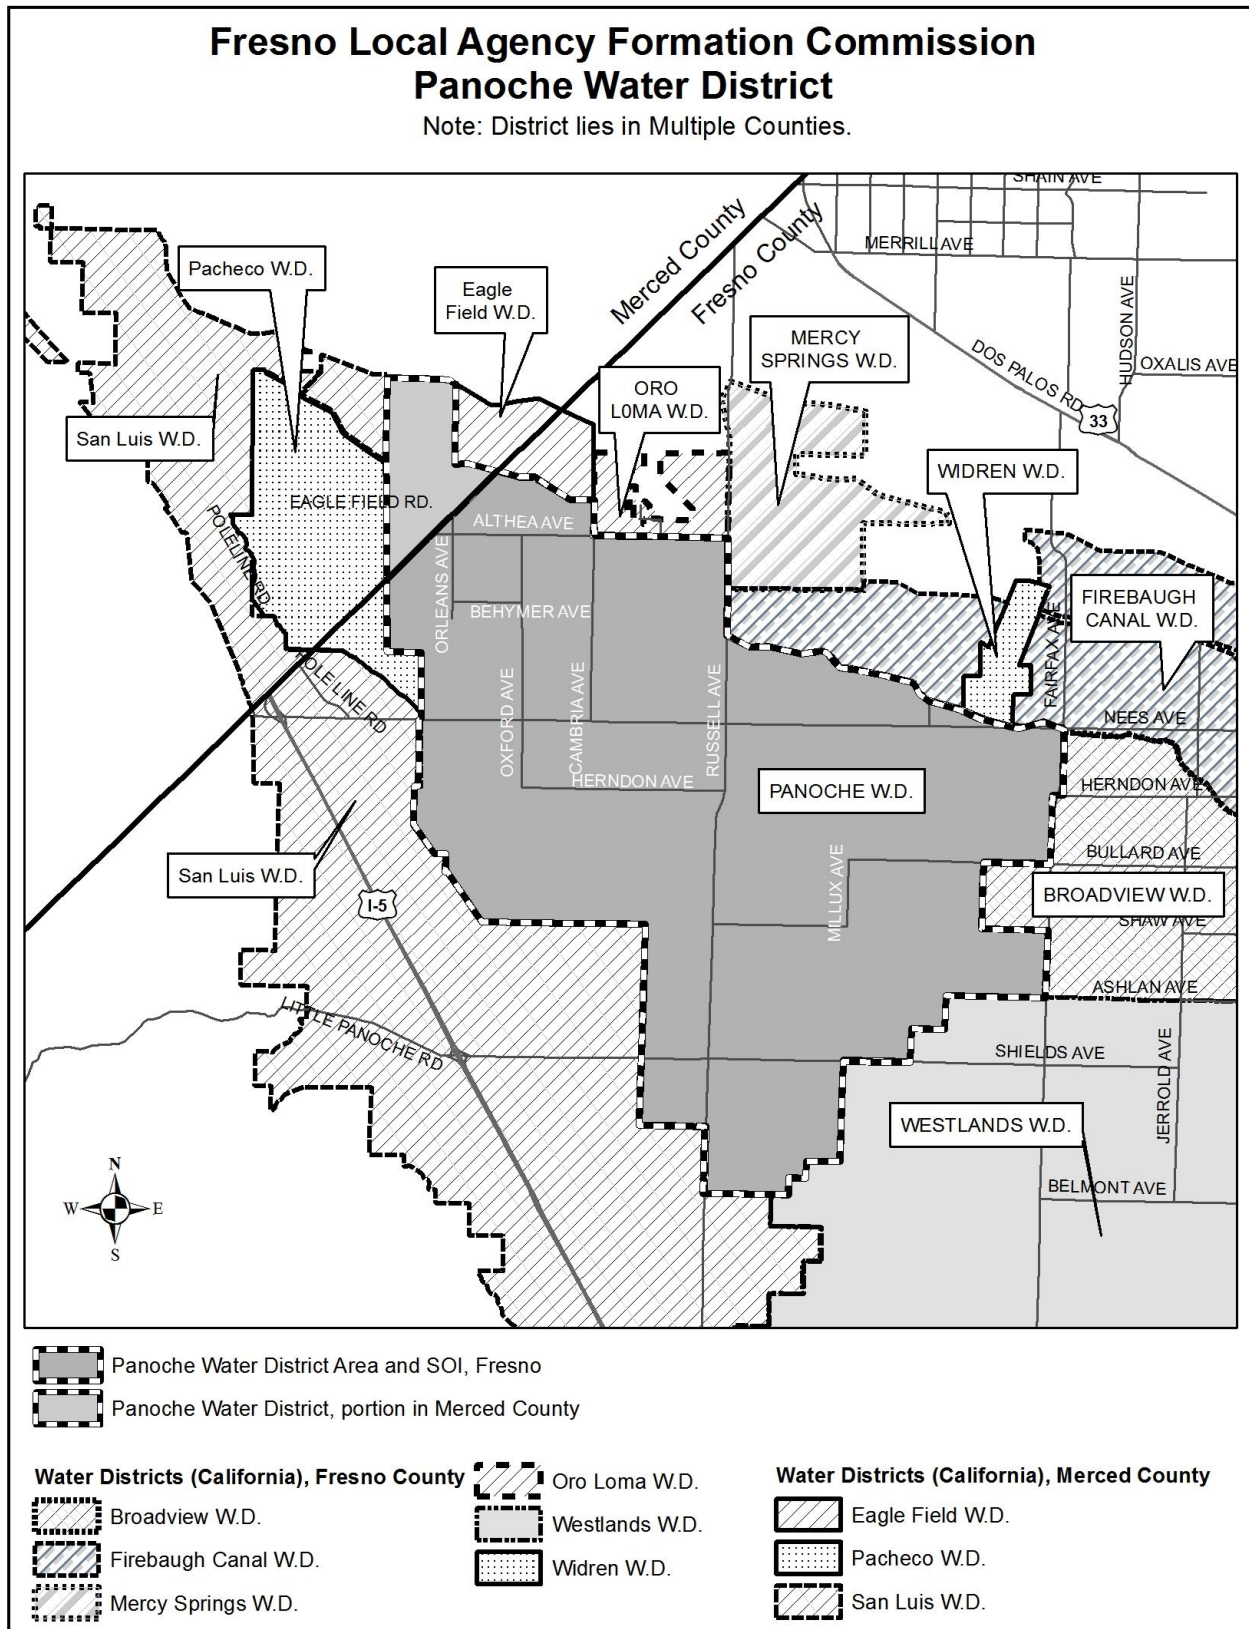 Fresno Local Agency Formation Commission
Panoche Water District
Note: District lies in Multiple Counties.
SHAIN AVE
Merced County
Fresno County
MERRILL AVE
Pacheco W.D.
Eagle
Field W.D.
MERCY
SPRINGS W.D.
HUDSON AVE
DOS PALOS RD
OXALIS AVE
ORO
L0MA W.D.
33
San Luis W.D.
WIDREN W.D.
EAGLE FIELD RD.
ALTHEA AVE
POLELINE RD.
ORLEANS AVE
BEHYMER AVE
FIREBAUGH
CANAL W.D.
FAIRFAX AVE
POLE LINE RD
OXFORD AVE
CAMBRIA AVE
RUSSELL AVE
NEES AVE
HERNDON AVE
PANOCHE W.D.
HERNDON AVE
MILLUX AVE
BULLARD AVE
San Luis W.D.
I-5
BROADVIEW W.D.
SHAW AVE
ASHLAN AVE
LITTLE PANOCHE RD
SHIELDS AVE
JERROLD AVE
WESTLANDS W.D.
BELMONT AVE
N
W
E
S
Panoche Water District Area and SOI, Fresno
Panoche Water District, portion in Merced County
Water Districts (California), Fresno County
Broadview W.D.
Firebaugh Canal W.D.
Mercy Springs W.D.
Oro Loma W.D.
Westlands W.D.
Widren W.D.
Water Districts (California), Merced County
Eagle Field W.D.
Pacheco W.D.
San Luis W.D.